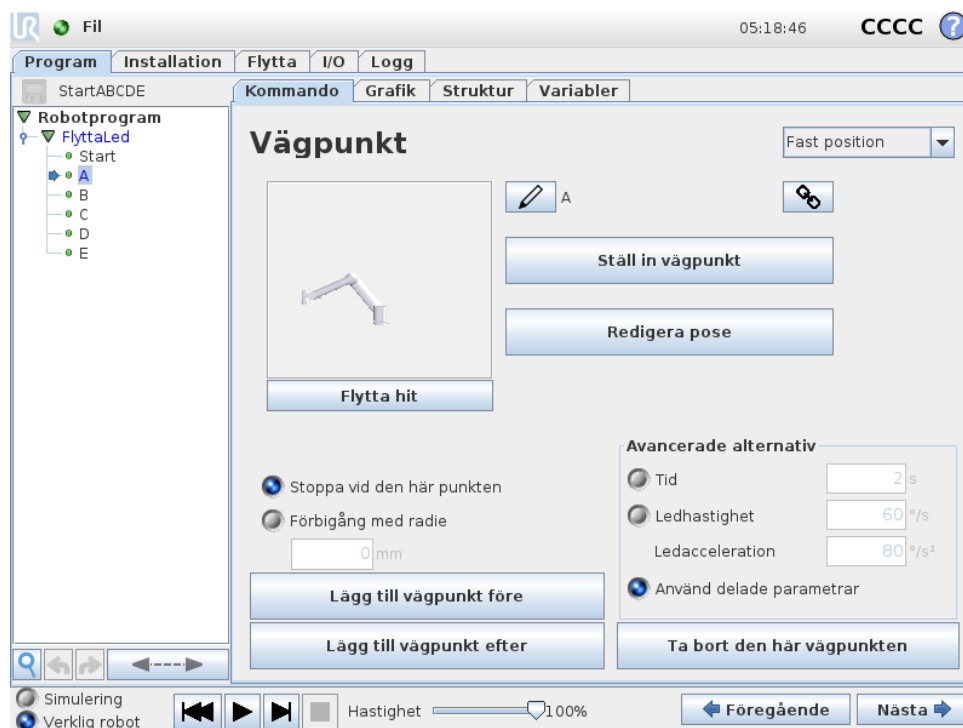 UR Fil 05:18:46 CCCC ?
Program Installation Flytta I/O Logg
StartABCDE
Kommando Grafik Struktur Variabler
Robotprogram
FlyttaLed
Start
A
B
C
D
E
Vägpunkt
Fast position
A
Ställ in vägpunkt
Redigera pose
Flytta hit
Stoppa vid den här punkten
Förbigång med radie
0 mm
Avancerade alternativ
Tid 2 s
Ledhastighet 60 °/s
Ledacceleration 80 °/s²
Använd delade parametrar
Lägg till vägpunkt före
Lägg till vägpunkt efter
Ta bort den här vägpunkten
Simulering
Verklig robot
Hastighet 100%
Föregående
Nästa